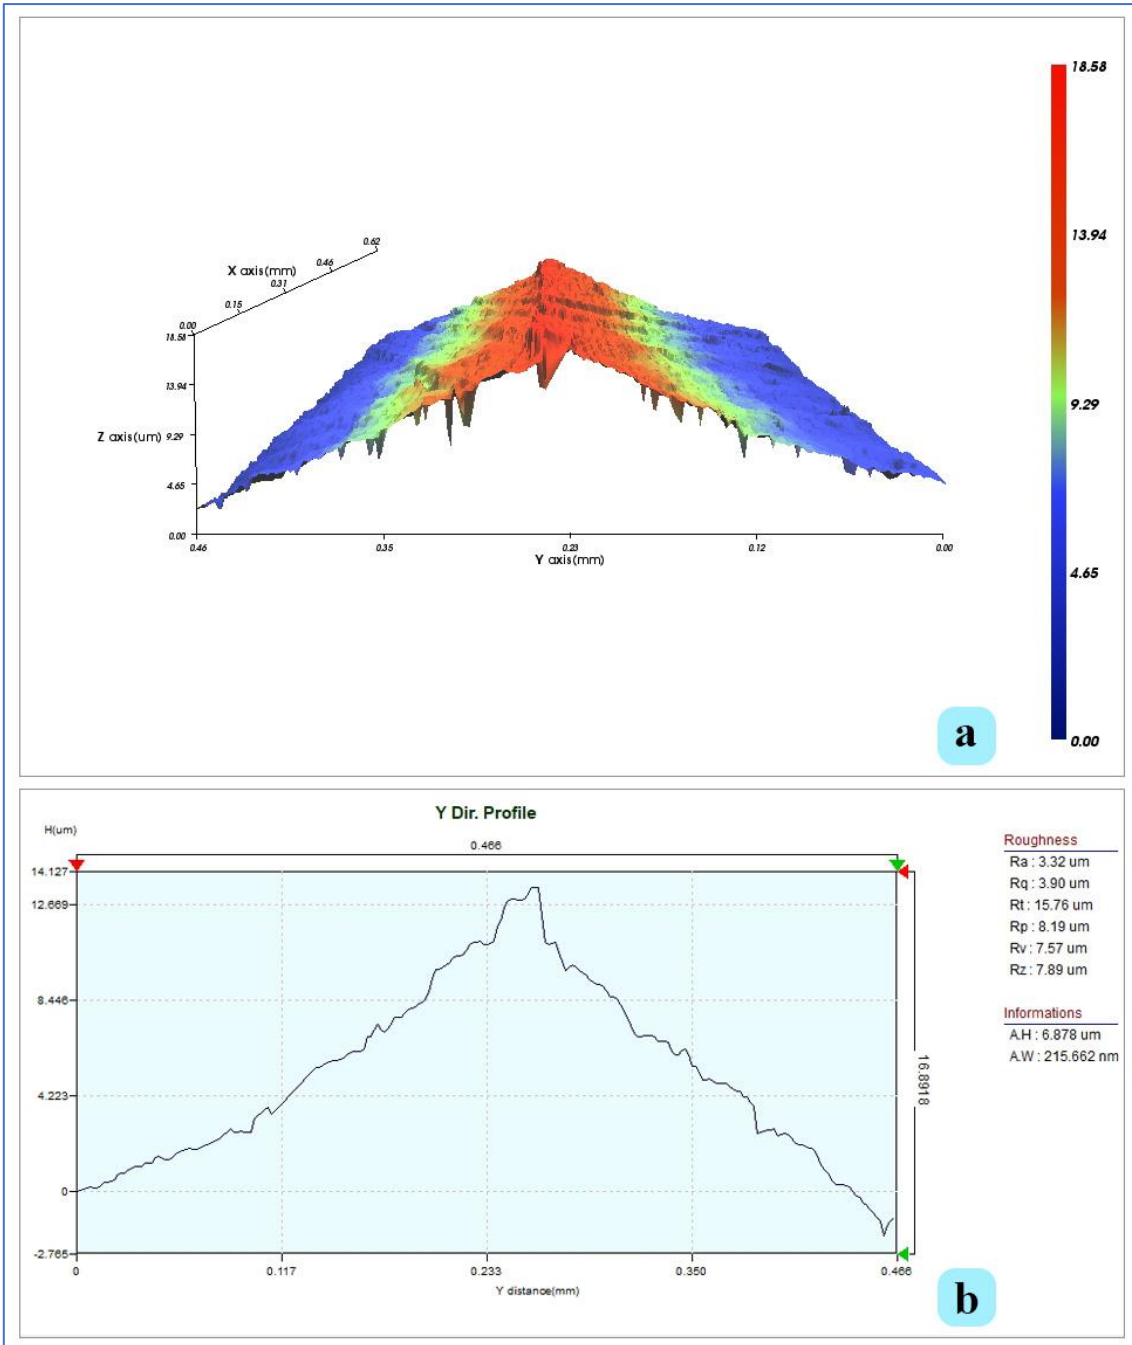 18.58
13.94
9.29
4.65
0.00
0.62
0.46
X axis(mm)
0.31
0.15
0.00
18.58
13.94
Z axis(um) 9.29
4.65
0.00
0.46 0.35 0.23 0.12 0.00
Y axis(mm)
a
Y Dir. Profile
H(um)
0.466
14.127
12.669
8.446
4.223
0
-2.765
0 0.117 0.233 0.350 0.466
Y distance(mm)
16.8918
Roughness
Ra : 3.32 um
Rq : 3.90 um
Rt : 15.76 um
Rp : 8.19 um
Rv : 7.57 um
Rz : 7.89 um
Informations
A.H : 6.878 um
A.W : 215.662 nm
b